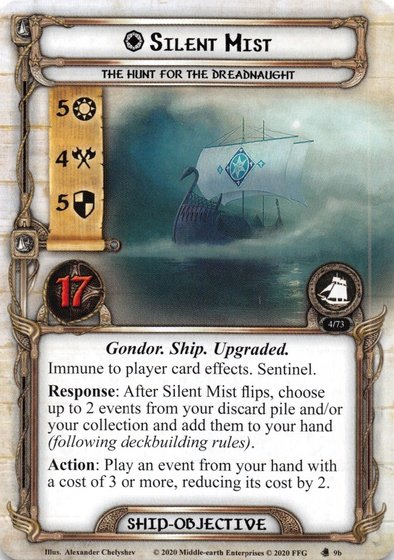 Silent Mist
The Hunt for the Dreadnaught
5
4
5
17
4/73
Gondor. Ship. Upgraded.
Immune to player card effects. Sentinel.
Response: After Silent Mist flips, choose
up to 2 events from your discard pile and/or
your collection and add them to your hand
(following deckbuilding rules).
Action: Play an event from your hand with
a cost of 3 or more, reducing its cost by 2.
Ship-Objective
Illus. Alexander Chelyshev © 2020 Middle-earth Enterprises © 2020 FFG 9b